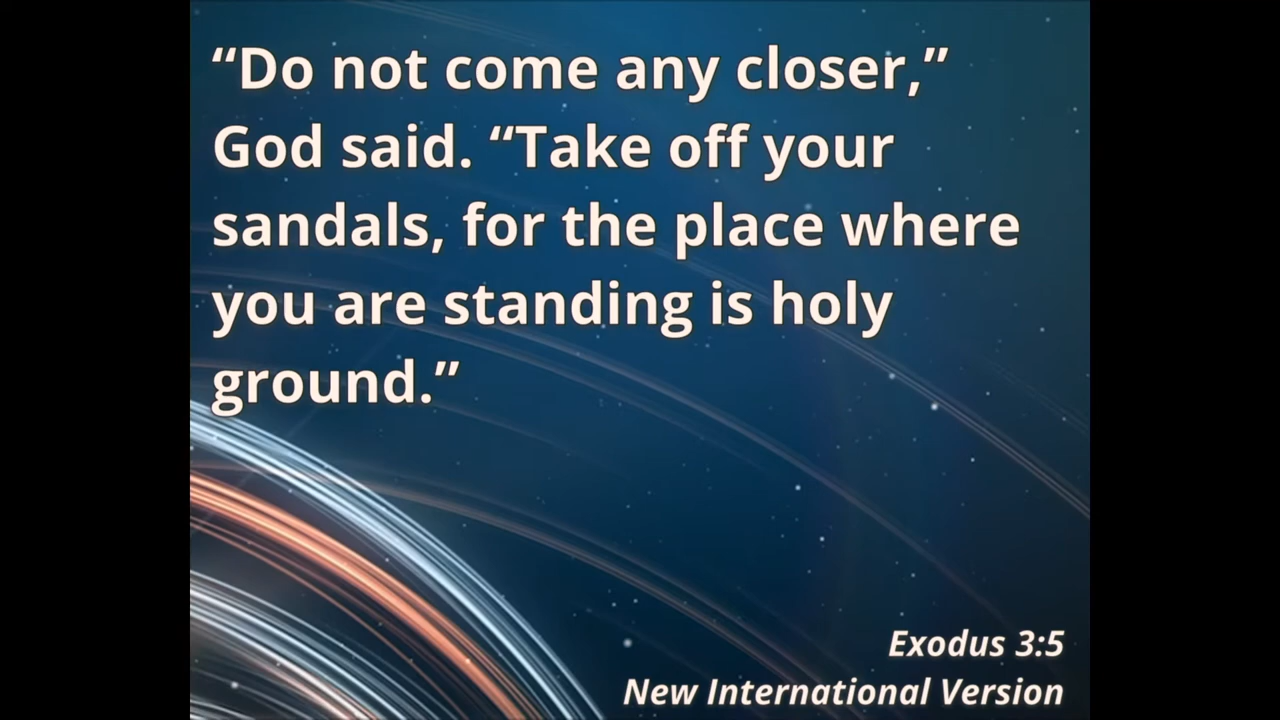 “Do not come any closer,”
God said. “Take off your
sandals, for the place where
you are standing is holy
ground.”
Exodus 3:5
New International Version